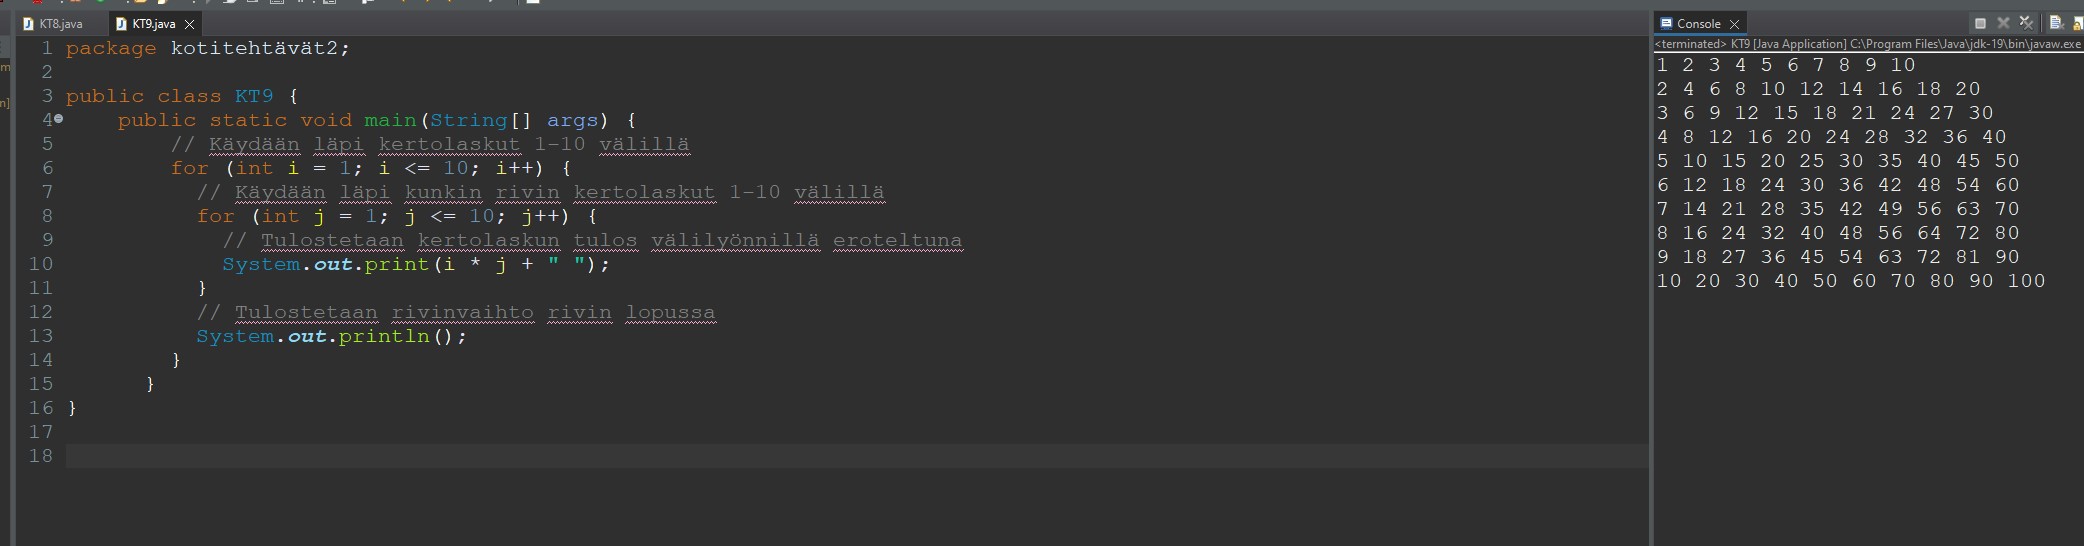 KT8.java KT9.java
1 package kotitehtävät2;
2
3 public class KT9 {
4 public static void main(String[] args) {
5 // Käydään läpi kertolaskut 1-10 välillä
6 for (int i = 1; i <= 10; i++) {
7 // Käydään läpi kunkin rivin kertolaskut 1-10 välillä
8 for (int j = 1; j <= 10; j++) {
9 // Tulostetaan kertolaskun tulos välilyönnillä eroteltuna
10 System.out.print(i * j + " ");
11 }
12 // Tulostetaan rivinvaihto rivin lopussa
13 System.out.println();
14 }
15 }
16 }
17
18
Console
<terminated> KT9 [Java Application] C:\Program Files\Java\jdk-19\bin\javaw.exe
1 2 3 4 5 6 7 8 9 10
2 4 6 8 10 12 14 16 18 20
3 6 9 12 15 18 21 24 27 30
4 8 12 16 20 24 28 32 36 40
5 10 15 20 25 30 35 40 45 50
6 12 18 24 30 36 42 48 54 60
7 14 21 28 35 42 49 56 63 70
8 16 24 32 40 48 56 64 72 80
9 18 27 36 45 54 63 72 81 90
10 20 30 40 50 60 70 80 90 100